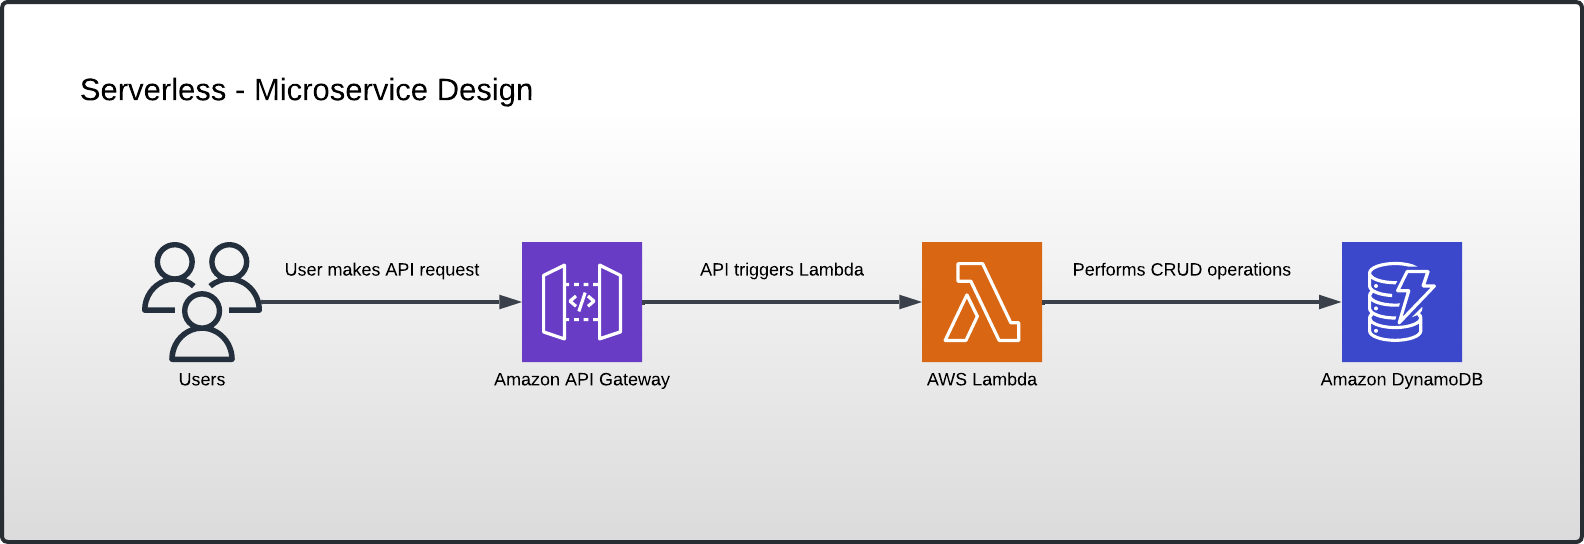 Serverless - Microservice Design
User makes API request
API triggers Lambda
Performs CRUD operations
</>
Users
Amazon API Gateway
AWS Lambda
Amazon DynamoDB